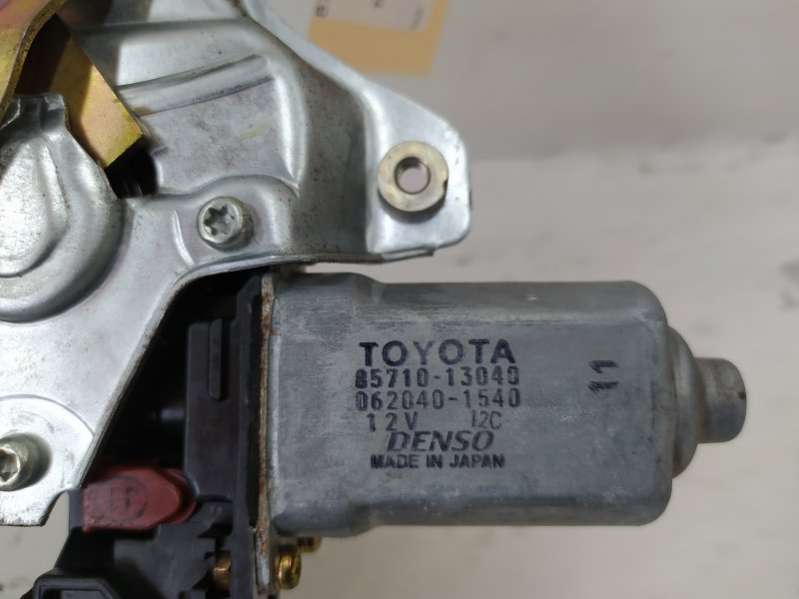 TOYOTA
85710-13040
062040-1540
12V I2C
DENSO
MADE IN JAPAN
11